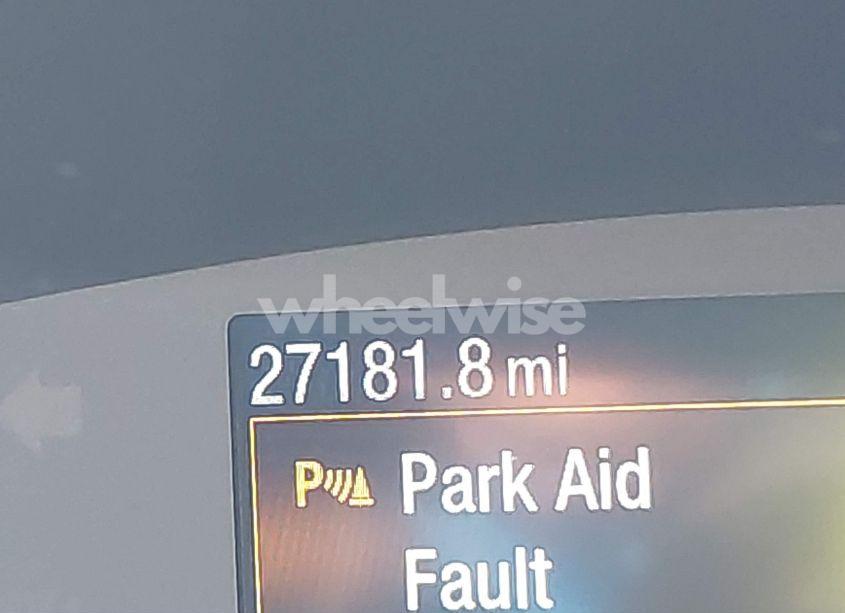 wheelwise
27181.8 mi
P Park Aid
Fault